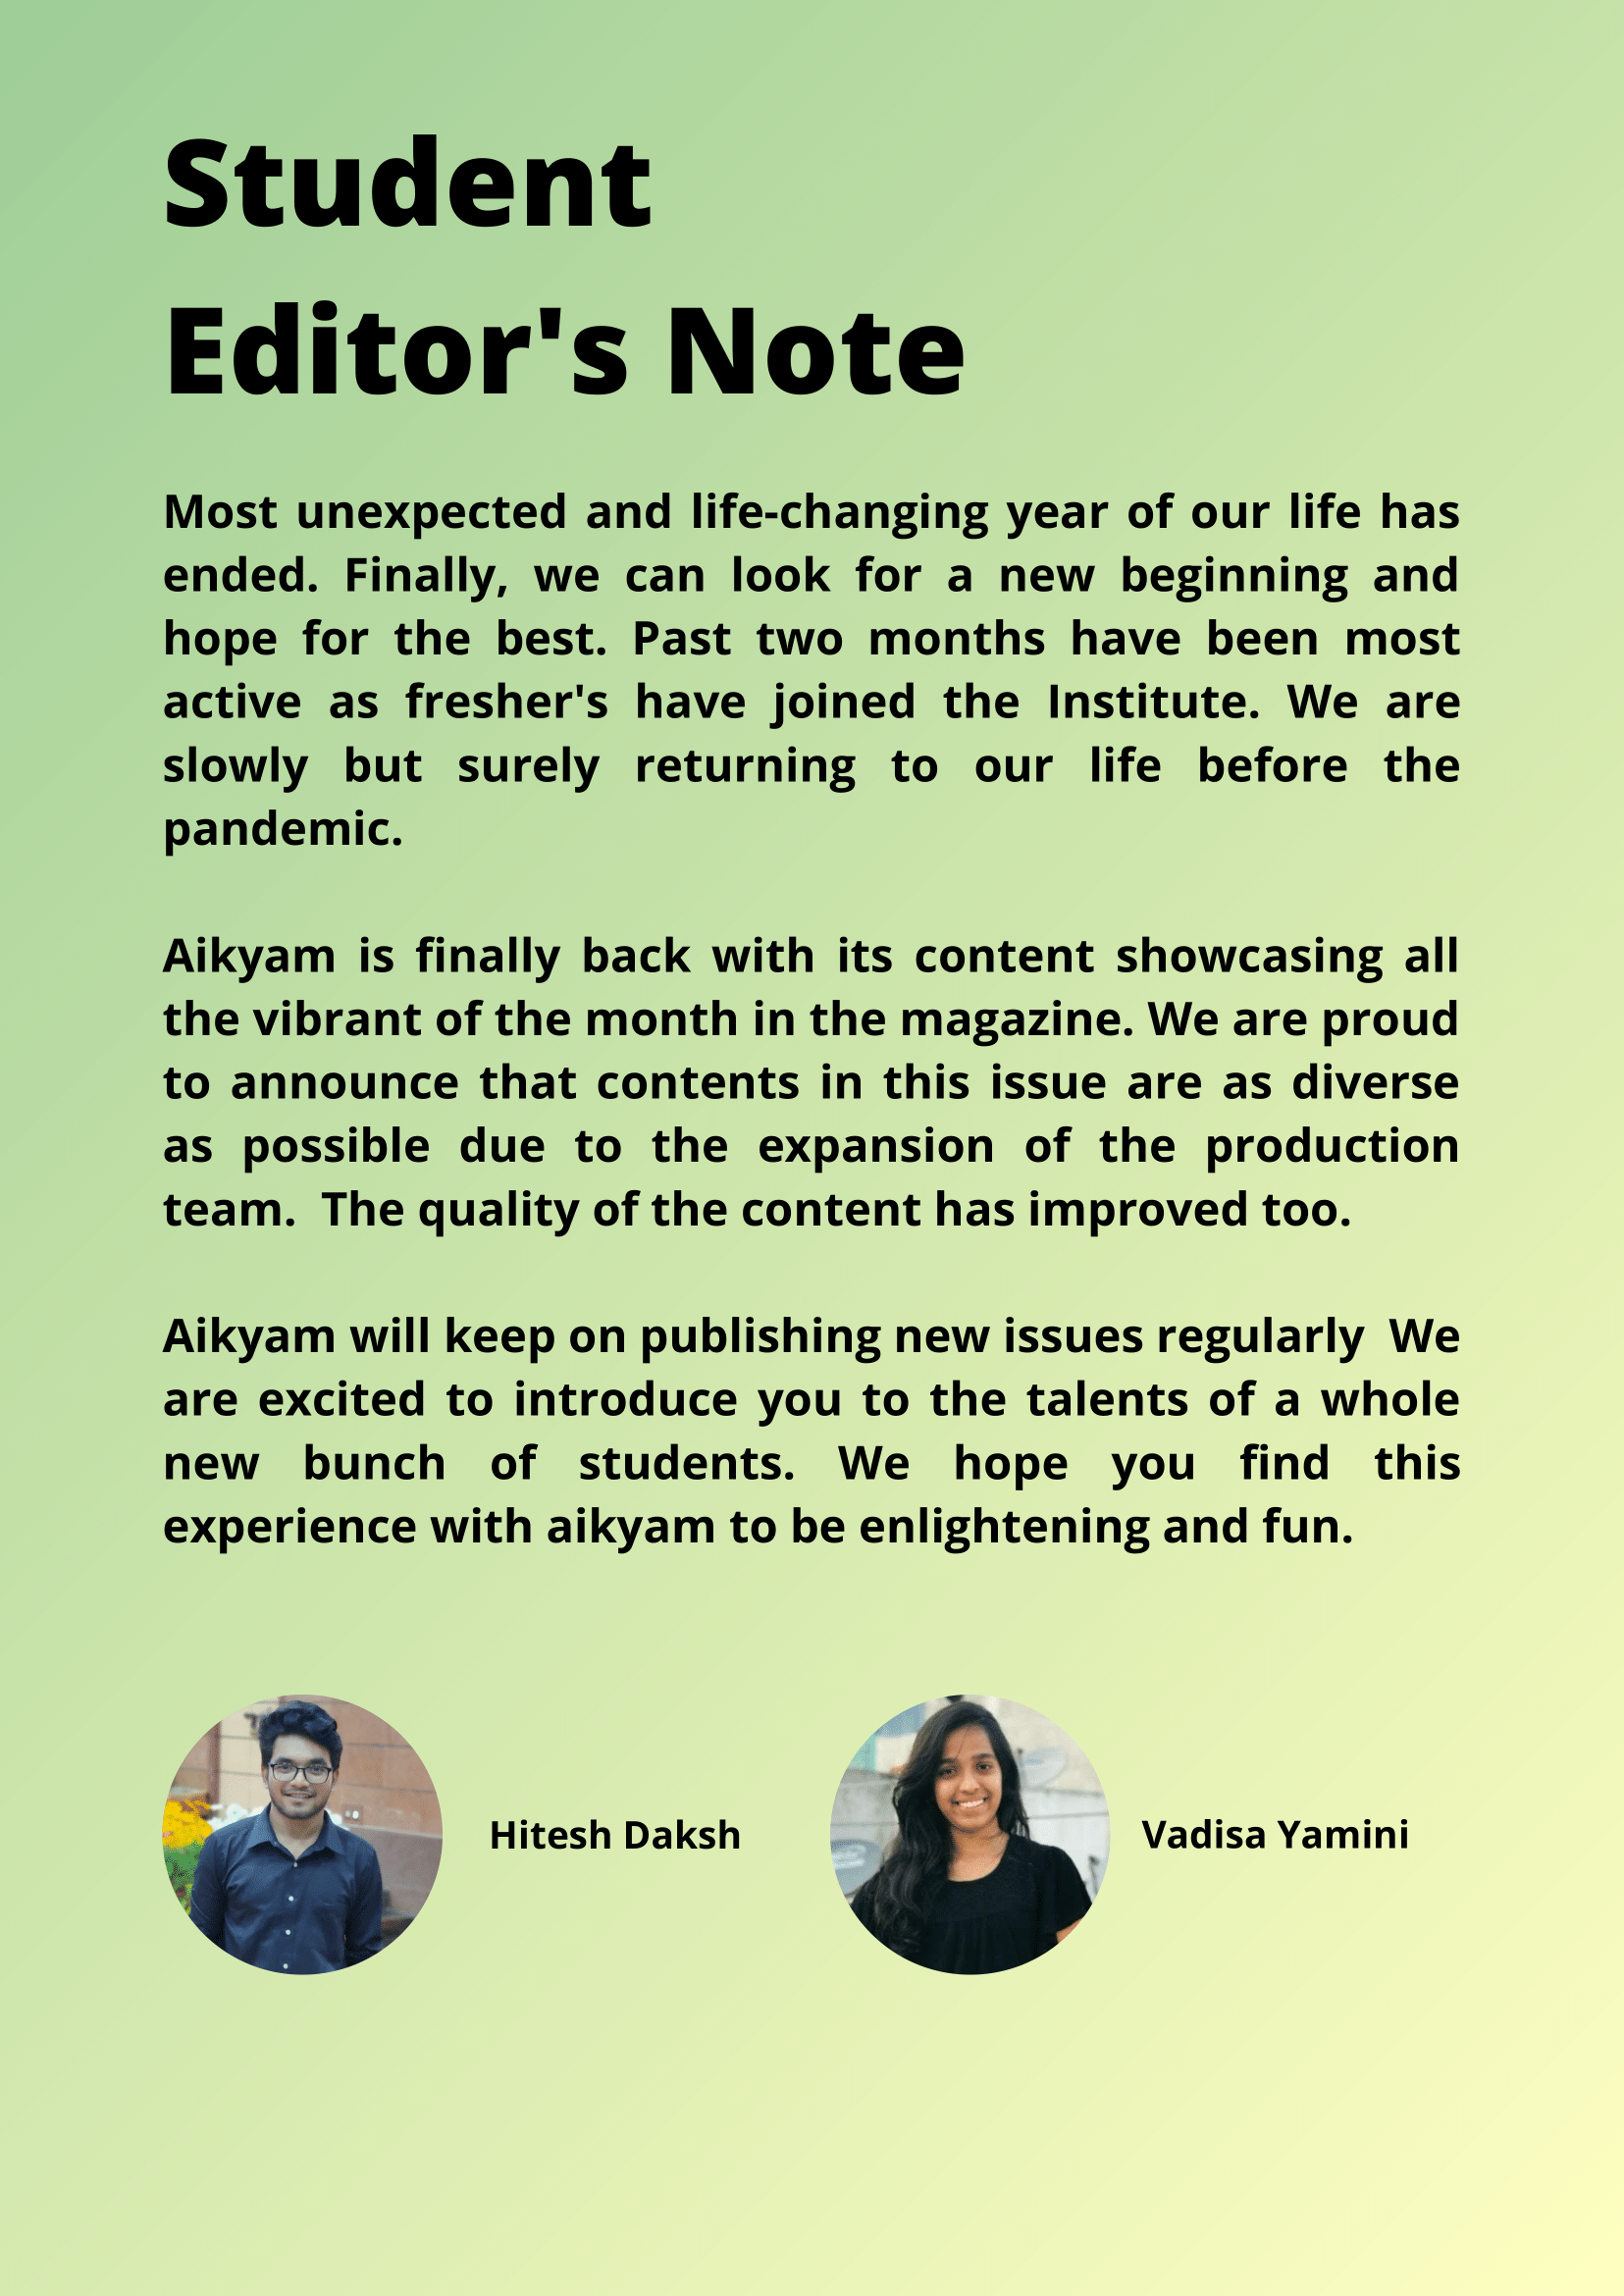 Student
Editor's Note
Most unexpected and life-changing year of our life has
ended. Finally, we can look for a new beginning and
hope for the best. Past two months have been most
active as fresher's have joined the Institute. We are
slowly but surely returning to our life before the
pandemic.
Aikyam is finally back with its content showcasing all
the vibrant of the month in the magazine. We are proud
to announce that contents in this issue are as diverse
as possible due to the expansion of the production
team.  The quality of the content has improved too.
Aikyam will keep on publishing new issues regularly  We
are excited to introduce you to the talents of a whole
new bunch of students. We hope you find this
experience with aikyam to be enlightening and fun.
Hitesh Daksh
Vadisa Yamini